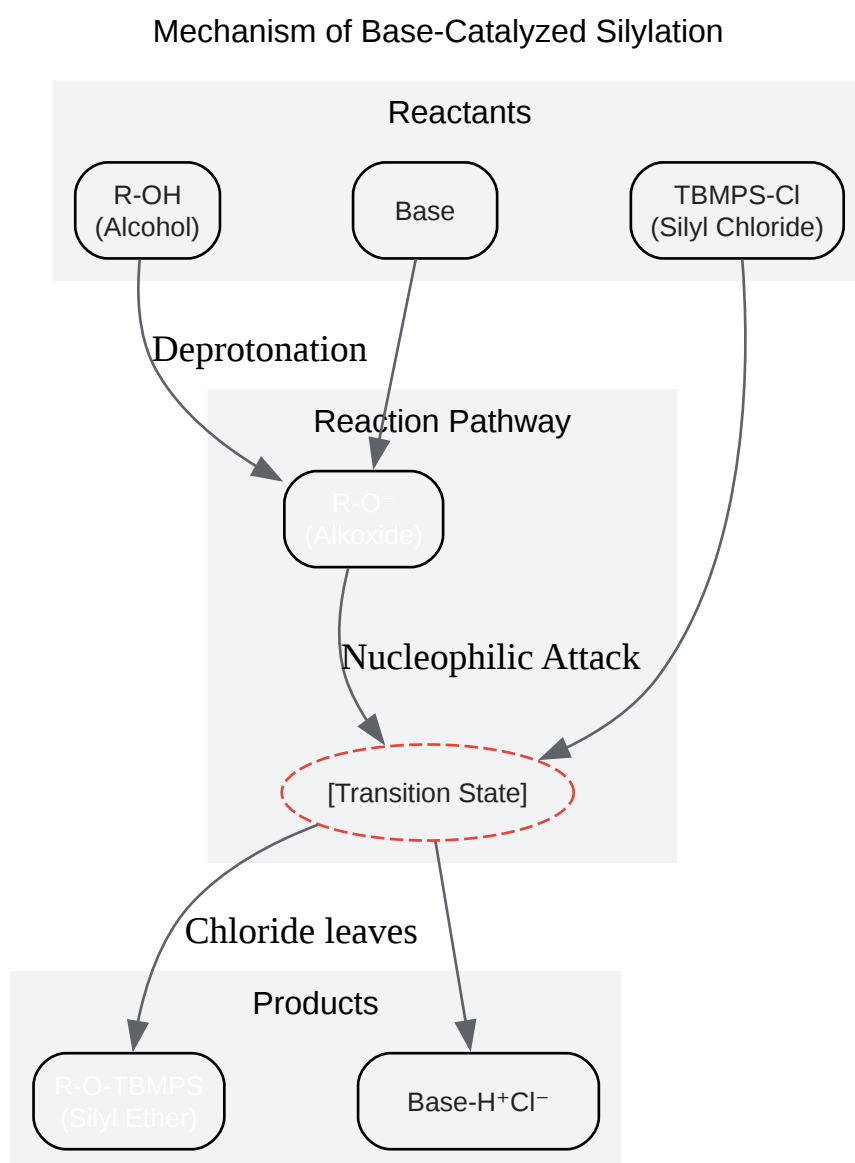 Mechanism of Base-Catalyzed Silylation
Reactants
R-OH
(Alcohol)
Base
TBMPS-Cl
(Silyl Chloride)
Deprotonation
Reaction Pathway
R-O⁻
(Alkoxide)
Nucleophilic Attack
[Transition State]
Chloride leaves
Products
R-O-TBMPS
(Silyl Ether)
Base-H⁺Cl⁻